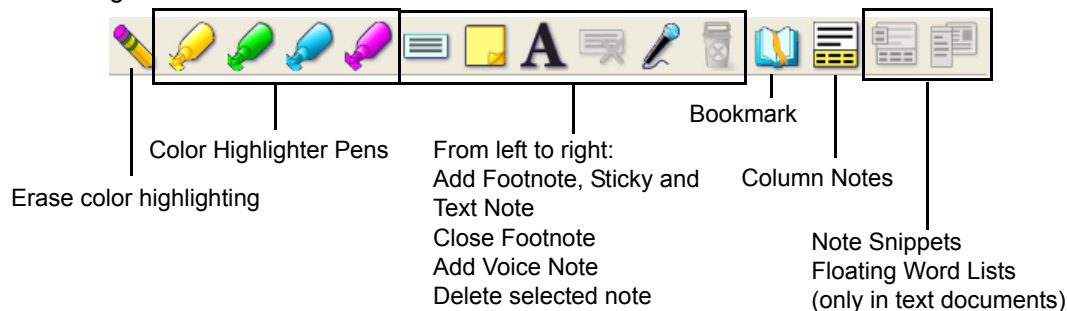 A
Bookmark
Color Highlighter Pens
From left to right:
Add Footnote, Sticky and
Text Note
Close Footnote
Add Voice Note
Delete selected note
Column Notes
Erase color highlighting
Note Snippets
Floating Word Lists
(only in text documents)